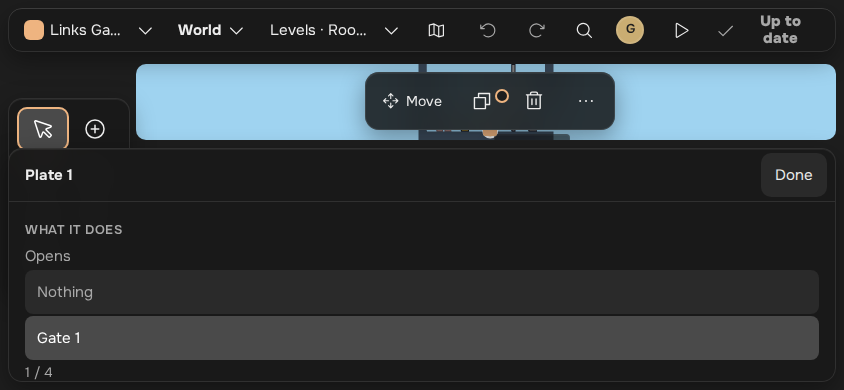 Links Ga...
World
Levels · Roo...
G
Up to
date
Move
Plate 1
Done
WHAT IT DOES
Opens
Nothing
Gate 1
1 / 4